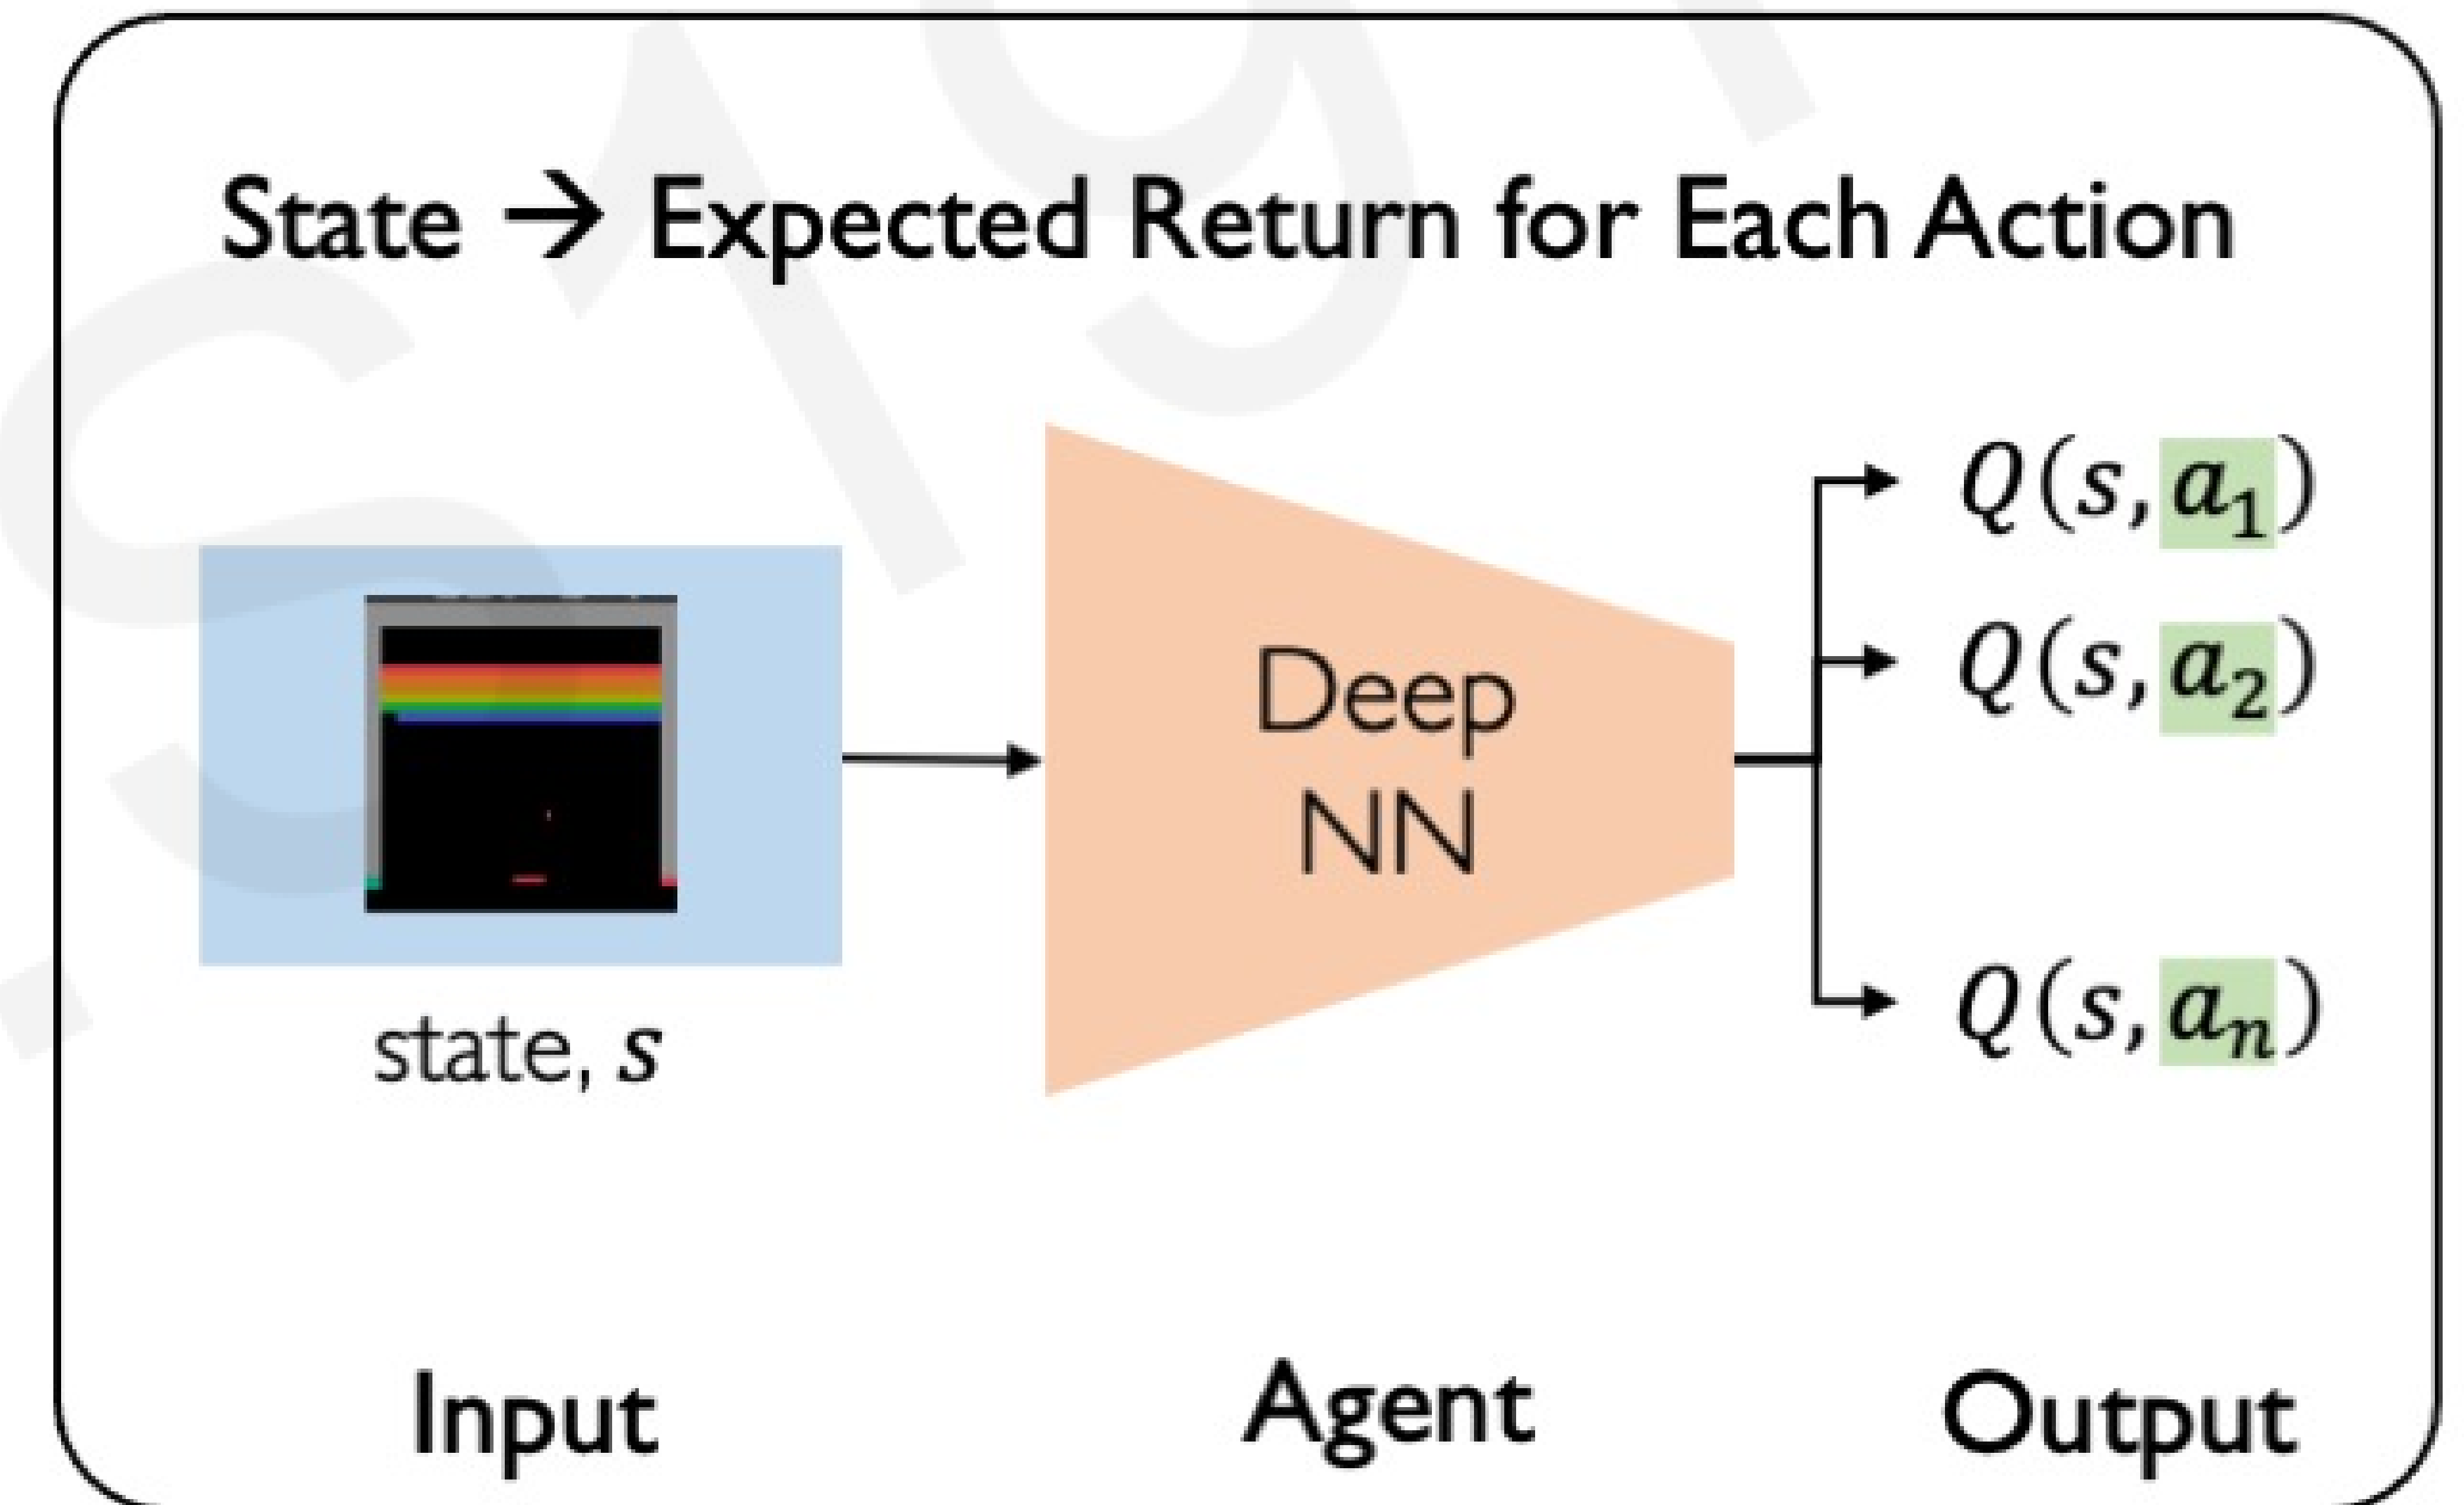 State → Expected Return for Each Action
Q(s, a₁)
Q(s, a₂)
Deep
NN
Q(s, aₙ)
state, s
Input
Agent
Output